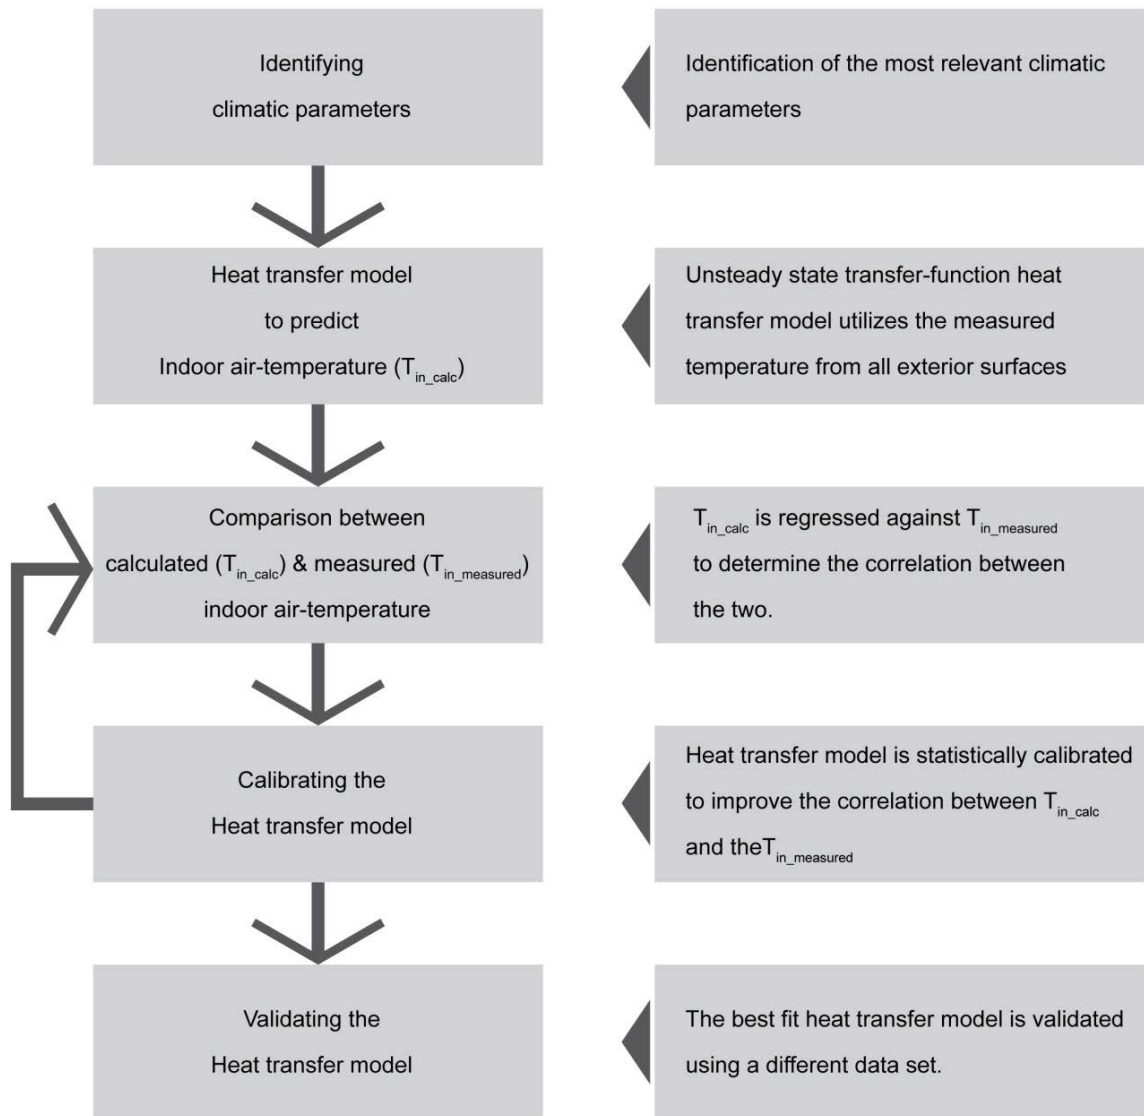 Identifying
climatic parameters
Identification of the most relevant climatic
parameters
Heat transfer model
to predict
Indoor air-temperature (T_in_calc)
Unsteady state transfer-function heat
transfer model utilizes the measured
temperature from all exterior surfaces
Comparison between
calculated (T_in_calc) & measured (T_in_measured)
indoor air-temperature
T_in_calc is regressed against T_in_measured
to determine the correlation between
the two.
Calibrating the
Heat transfer model
Heat transfer model is statistically calibrated
to improve the correlation between T_in_calc
and theT_in_measured
Validating the
Heat transfer model
The best fit heat transfer model is validated
using a different data set.